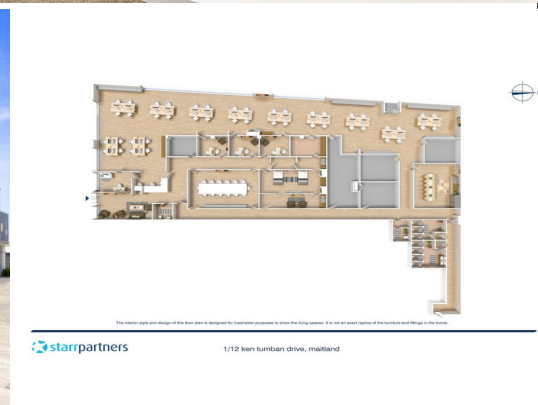 The interior style and design of this floor plan is designed for inspiration purposes to show the living spaces. It is not an exact replica of the furniture and fittings in the home.
starrpartners
1/12 ken tumban drive, maitland